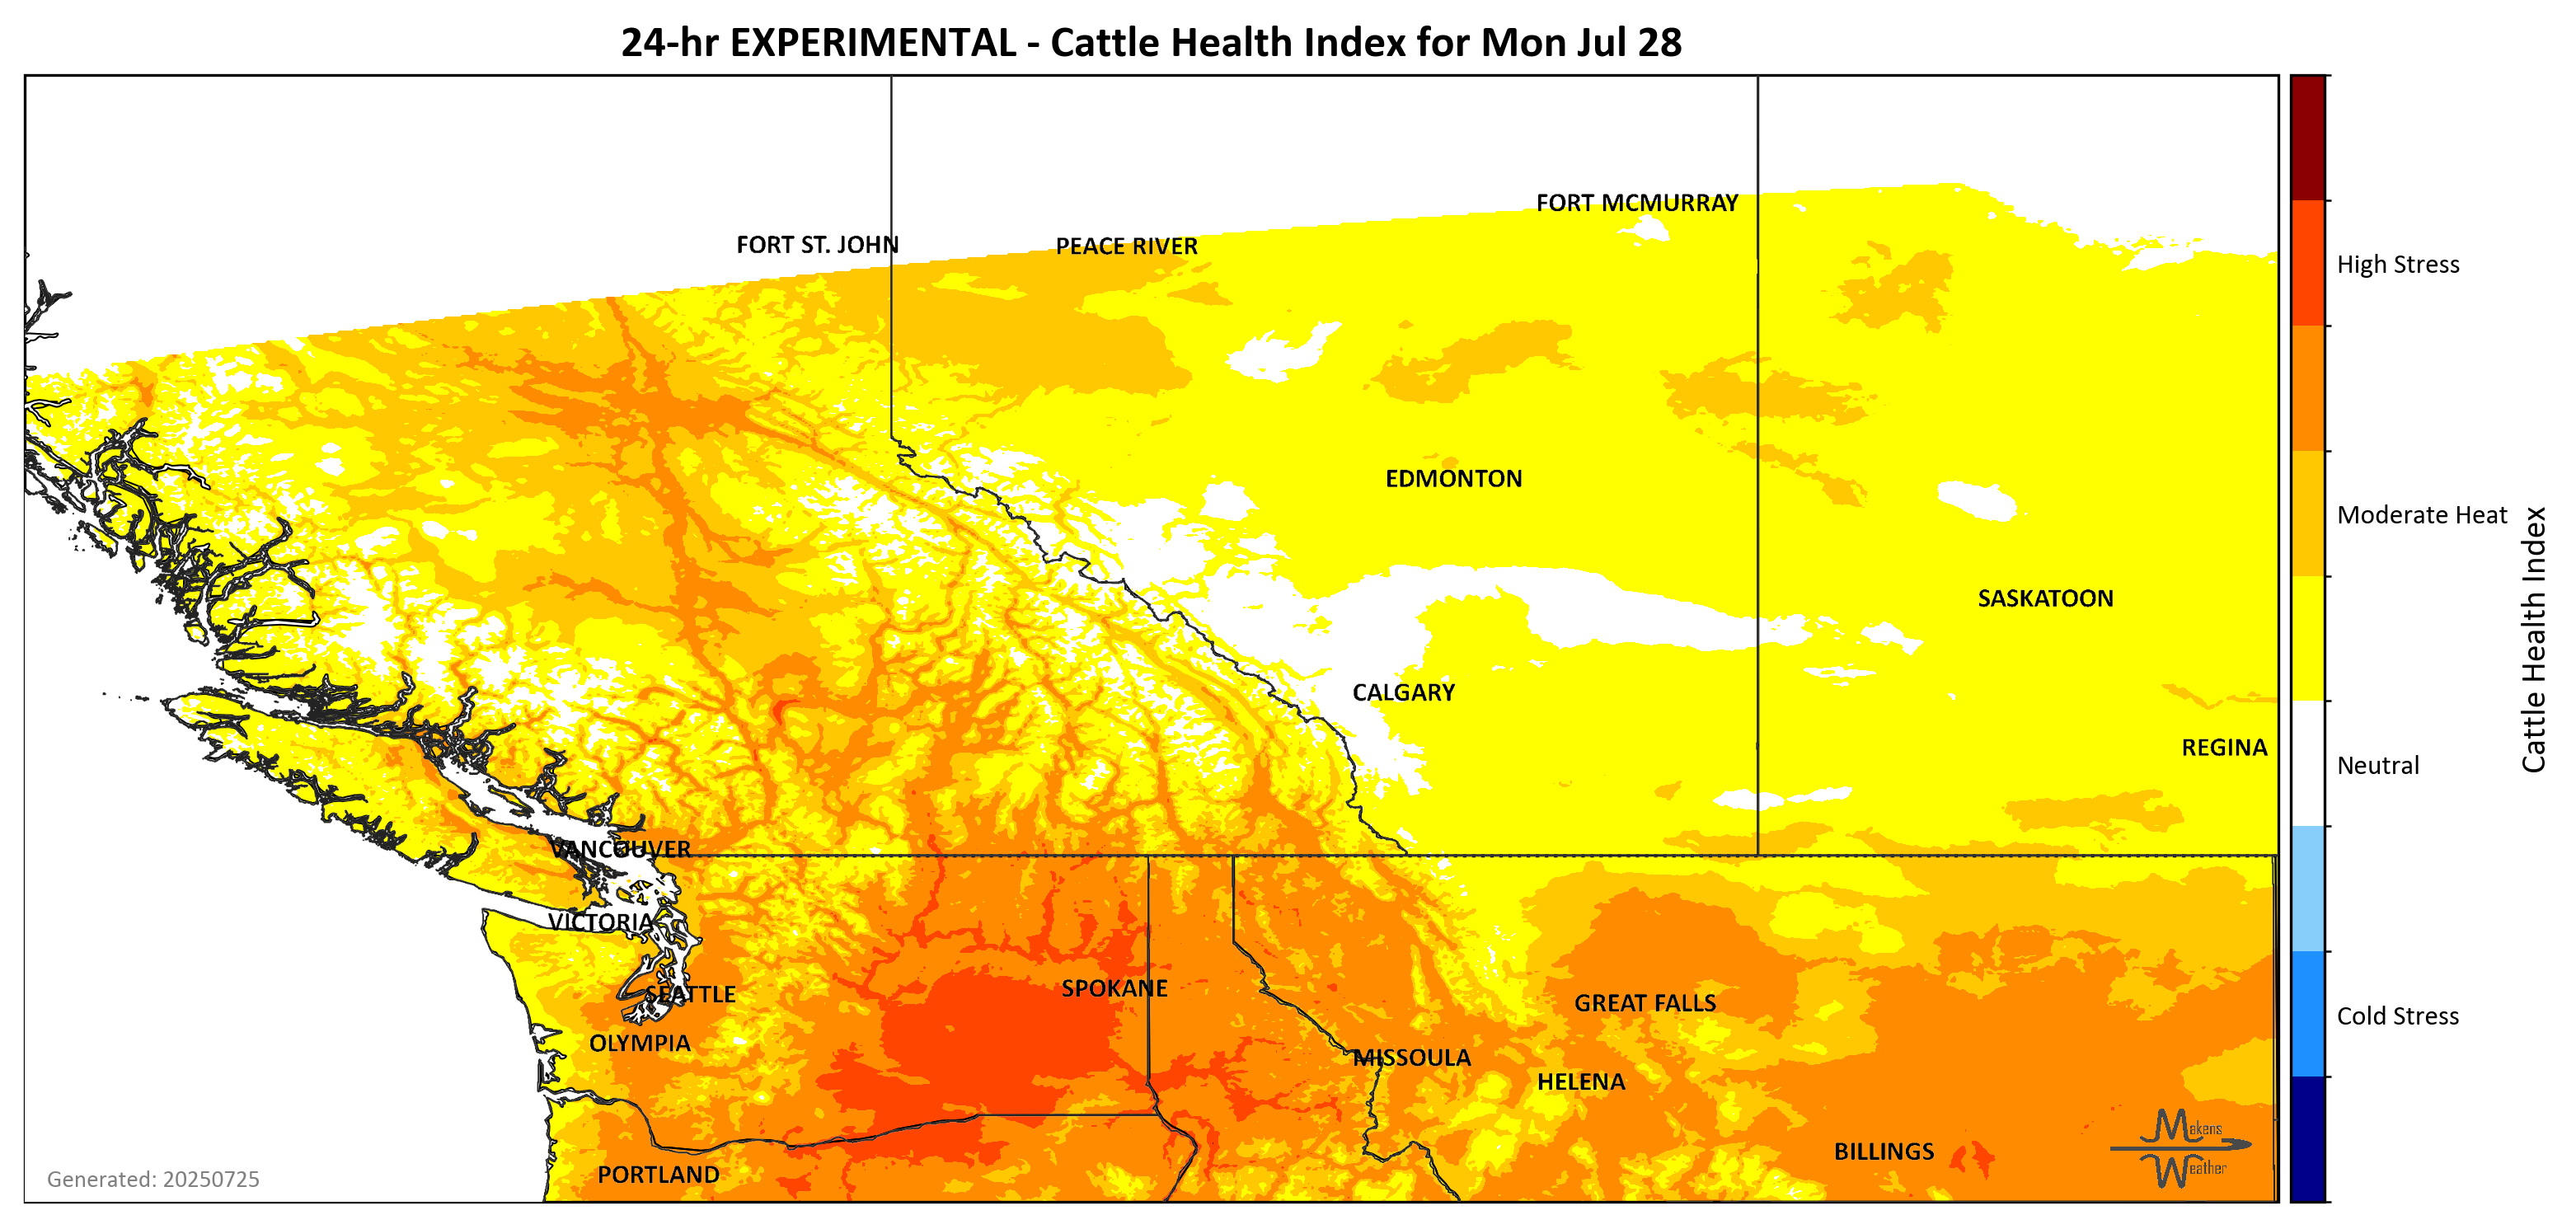 24-hr EXPERIMENTAL - Cattle Health Index for Mon Jul 28
FORT MCMURRAY
FORT ST. JOHN
PEACE RIVER
High Stress
EDMONTON
Moderate Heat
SASKATOON
Cattle Health Index
CALGARY
REGINA
Neutral
VANCOUVER
VICTORIA
SPOKANE
SEATTLE
GREAT FALLS
Cold Stress
OLYMPIA
MISSOULA
HELENA
Makens
Weather
BILLINGS
PORTLAND
Generated: 20250725